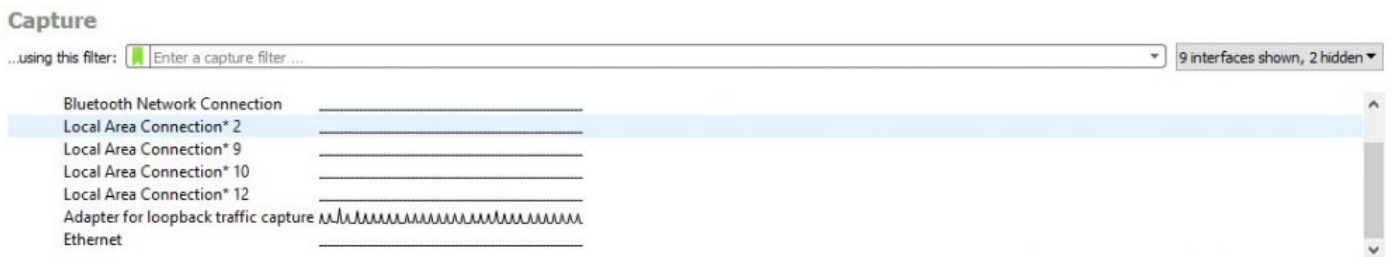 Capture
...using this filter: Enter a capture filter ... 9 interfaces shown, 2 hidden
Bluetooth Network Connection
Local Area Connection* 2
Local Area Connection* 9
Local Area Connection* 10
Local Area Connection* 12
Adapter for loopback traffic capture
Ethernet